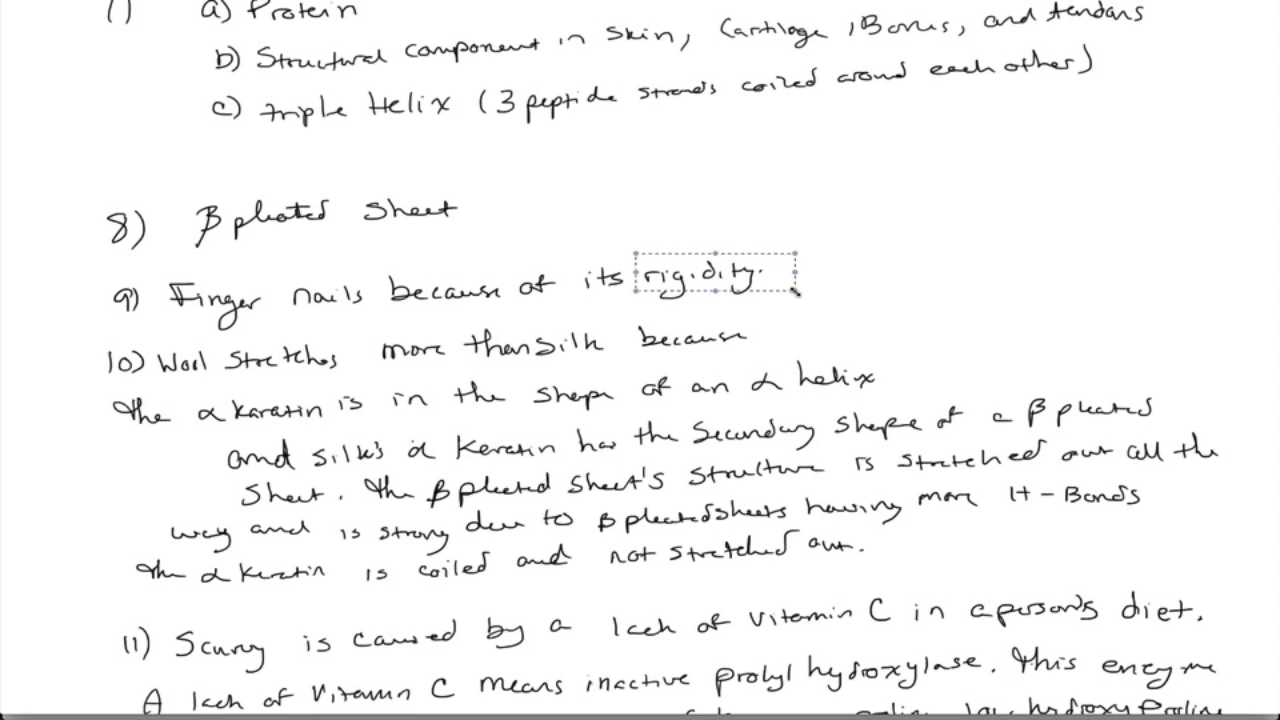 a) Protein
b) Structural component in skin, Cartilage, Bones, and tendons
c) triple Helix (3 peptide strands coiled around each other)
8) β pleated sheet
9) Finger nails because of its rigidity.
10) Wool stretches more than silk because
the α karatin is in the shape of an α helix
and silk's α keratin has the secondary shape of a β pleated
sheet. the β pleated sheet's structure is stretched out all the
way and is strong due to β pleated sheets having more H-Bonds
the α keratin is coiled and not stretched out.
11) Scurvy is caused by a lack of vitamin C in a person's diet.
A lack of vitamin C means inactive prolyl hydroxylase. This enzyme